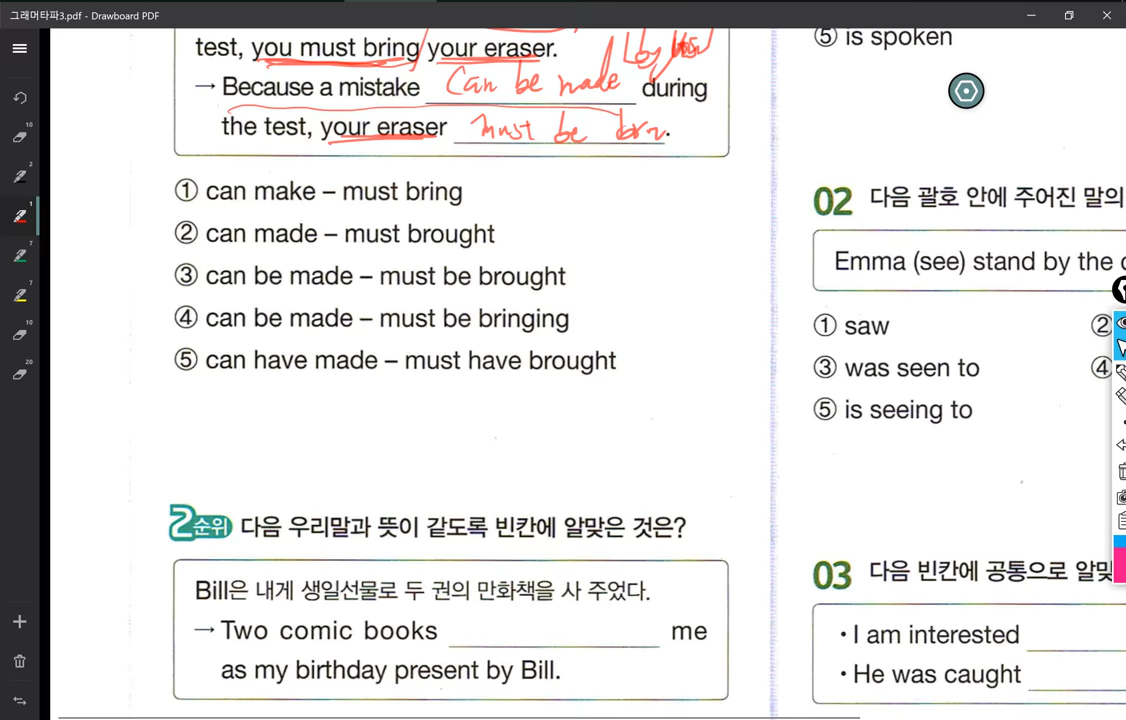 그래머타파3.pdf - Drawboard PDF
test, you must bring your eraser.
→ Because a mistake can be made during
the test, your eraser must be .
① can make – must bring
② can made – must brought
③ can be made – must be brought
④ can be made – must be bringing
⑤ can have made – must have brought
2순위 다음 우리말과 뜻이 같도록 빈칸에 알맞은 것은?
Bill은 내게 생일선물로 두 권의 만화책을 사 주었다.
→ Two comic books me
as my birthday present by Bill.
⑤ is spoken
02 다음 괄호 안에 주어진 말의
Emma (see) stand by the
① saw
②
③ was seen to
④
⑤ is seeing to
03 다음 빈칸에 공통으로 알맞
• I am interested
• He was caught
10
2
1
7
7
10
20